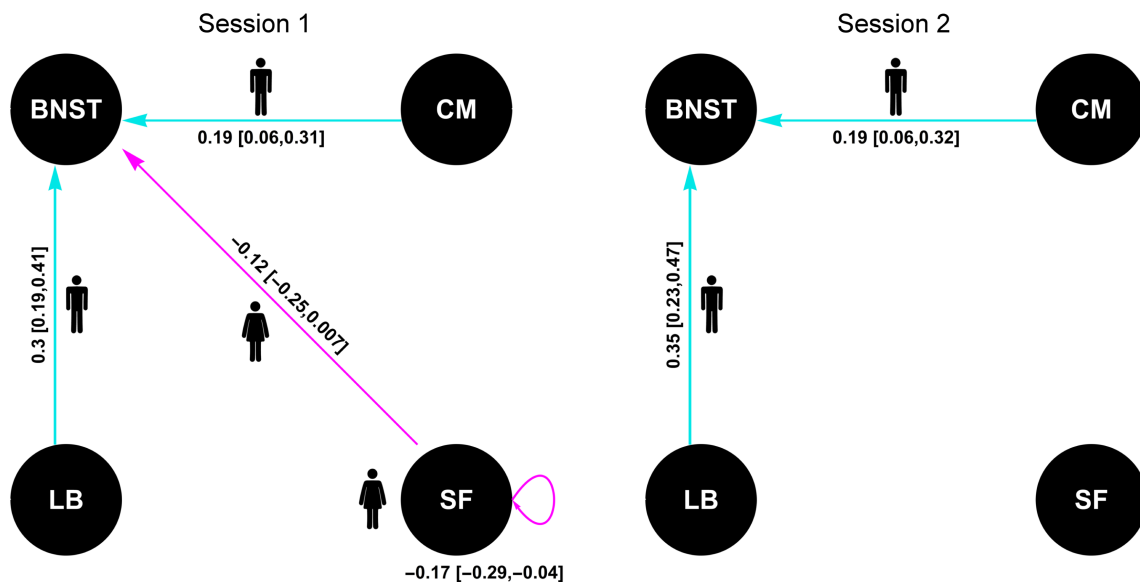 Session 1
BNST
CM
0.19 [0.06,0.31]
0.3 [0.19,0.41]
−0.12 [−0.25,0.007]
LB
SF
−0.17 [−0.29,−0.04]
Session 2
BNST
CM
0.19 [0.06,0.32]
0.35 [0.23,0.47]
LB
SF